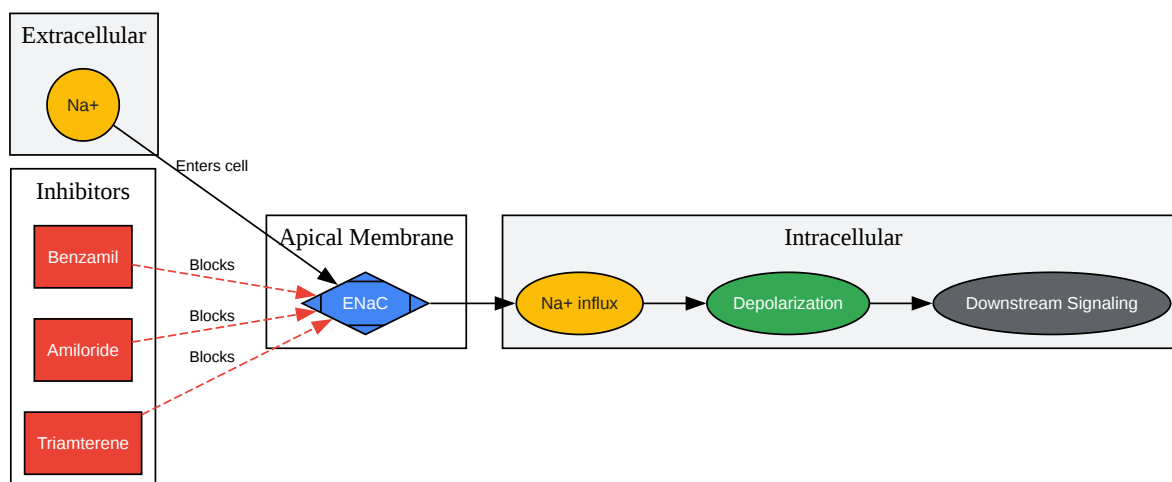 Extracellular
Na+
Enters cell
Inhibitors
Benzamil
Amiloride
Triamterene
Blocks
Blocks
Blocks
Apical Membrane
ENaC
Intracellular
Na+ influx
Depolarization
Downstream Signaling